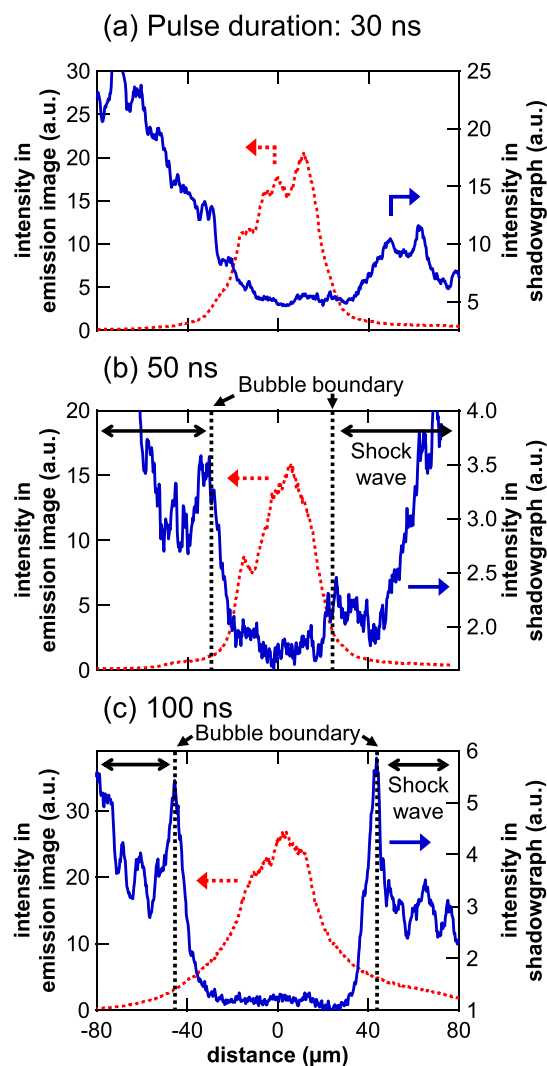 (a) Pulse duration: 30 ns
intensity in
emission image (a.u.)
30
25
20
15
10
5
0
25
20
15
10
5
intensity in
shadowgraph (a.u.)
(b) 50 ns
Bubble boundary
intensity in
emission image (a.u.)
20
15
10
5
0
Shock
wave
4.0
3.5
3.0
2.5
2.0
intensity in
shadowgraph (a.u.)
(c) 100 ns
Bubble boundary
intensity in
emission image (a.u.)
30
20
10
0
Shock
wave
6
5
4
3
2
1
intensity in
shadowgraph (a.u.)
-80 -40 0 40 80
distance (μm)